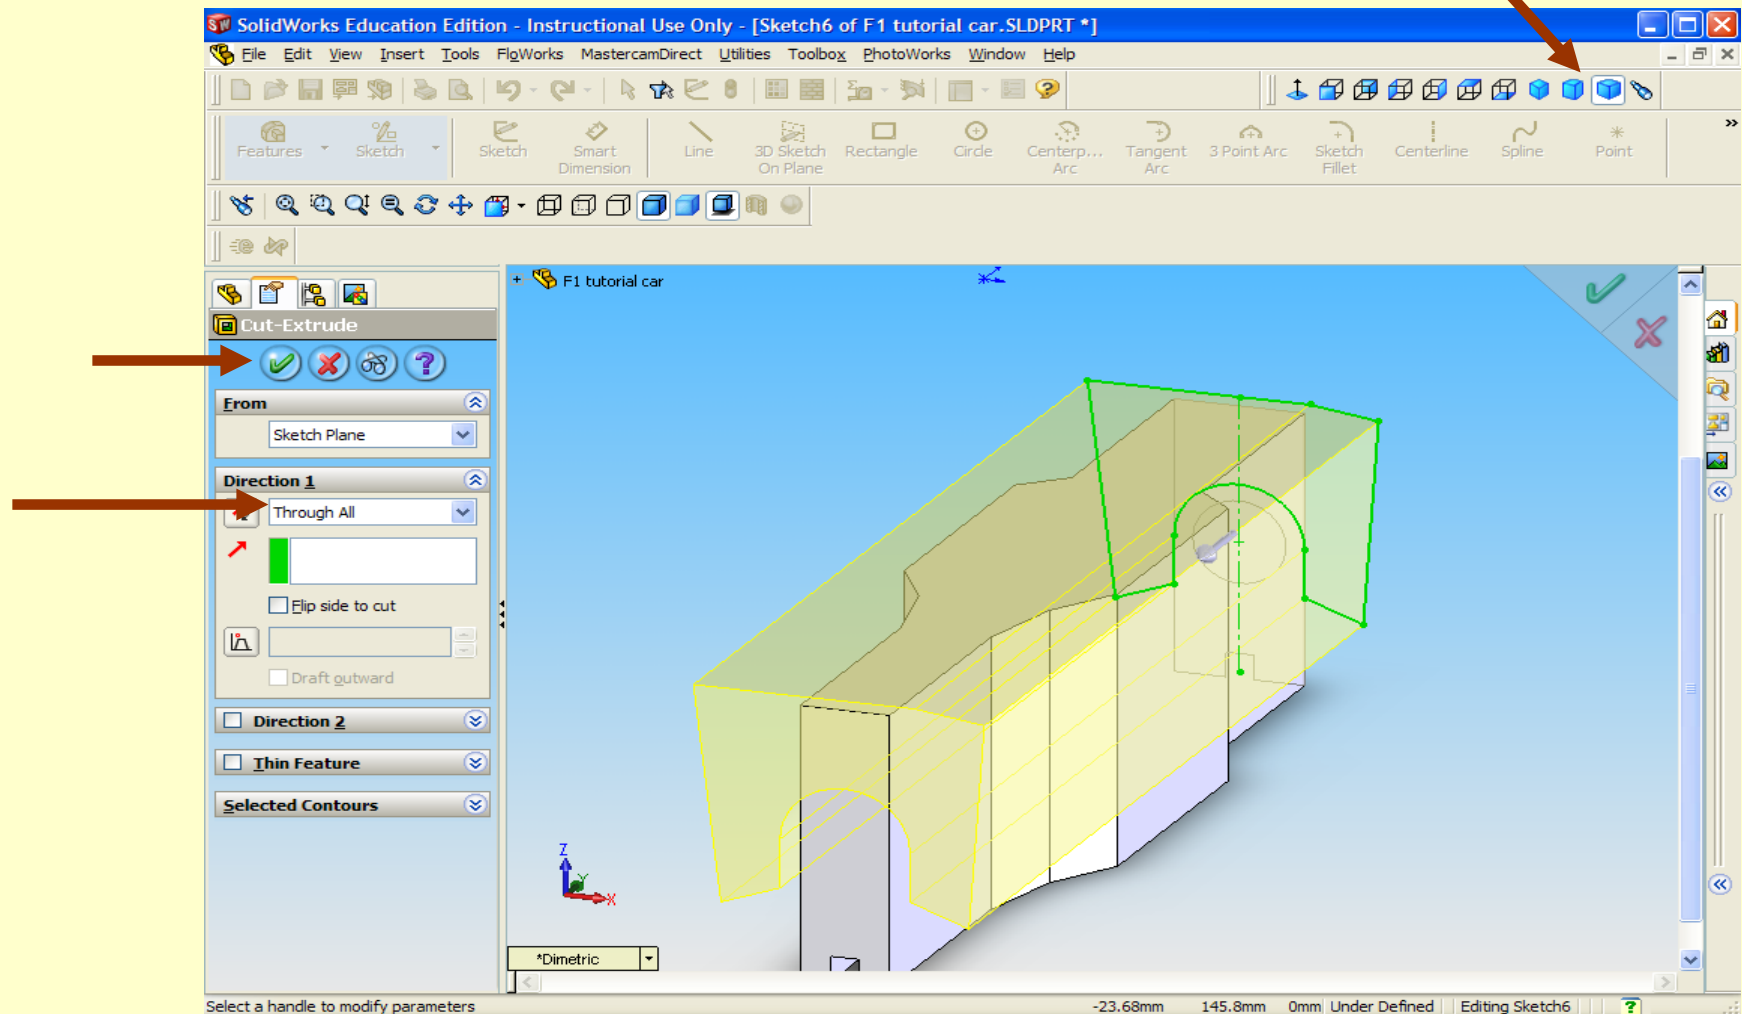 SolidWorks Education Edition - Instructional Use Only - [Sketch6 of F1 tutorial car.SLDPRT *]
File Edit View Insert Tools FloWorks MastercamDirect Utilities Toolbox PhotoWorks Window Help
Features Sketch Sketch Smart Dimension Line 3D Sketch On Plane Rectangle Circle Centerp... Arc Tangent Arc 3 Point Arc Sketch Fillet Centerline Spline Point
F1 tutorial car
Cut-Extrude
From
Sketch Plane
Direction 1
Through All
Flip side to cut
Draft outward
Direction 2
Thin Feature
Selected Contours
Z
Y
X
*Dimetric
Select a handle to modify parameters -23.68mm 145.8mm 0mm Under Defined Editing Sketch6